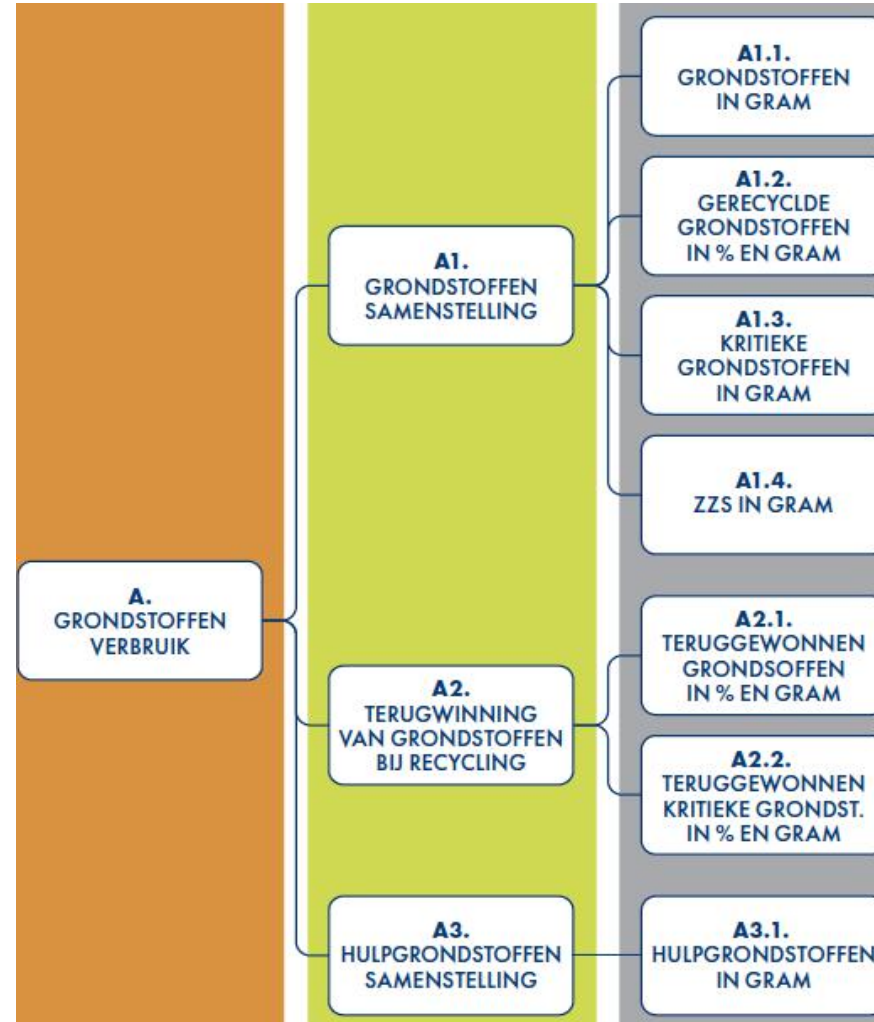 A.
GRONDSTOFFEN
VERBRUIK
A1.
GRONDSTOFFEN
SAMENSTELLING
A1.1.
GRONDSTOFFEN
IN GRAM
A1.2.
GERECYCLDE
GRONDSTOFFEN
IN % EN GRAM
A1.3.
KRITIEKE
GRONDSTOFFEN
IN GRAM
A1.4.
ZZS IN GRAM
A2.
TERUGWINNING
VAN GRONDSTOFFEN
BIJ RECYCLING
A2.1.
TERUGGEWONNEN
GRONDSOFFEN
IN % EN GRAM
A2.2.
TERUGGEWONNEN
KRITIEKE GRONDST.
IN % EN GRAM
A3.
HULPGRONDSTOFFEN
SAMENSTELLING
A3.1.
HULPGRONDSTOFFEN
IN GRAM